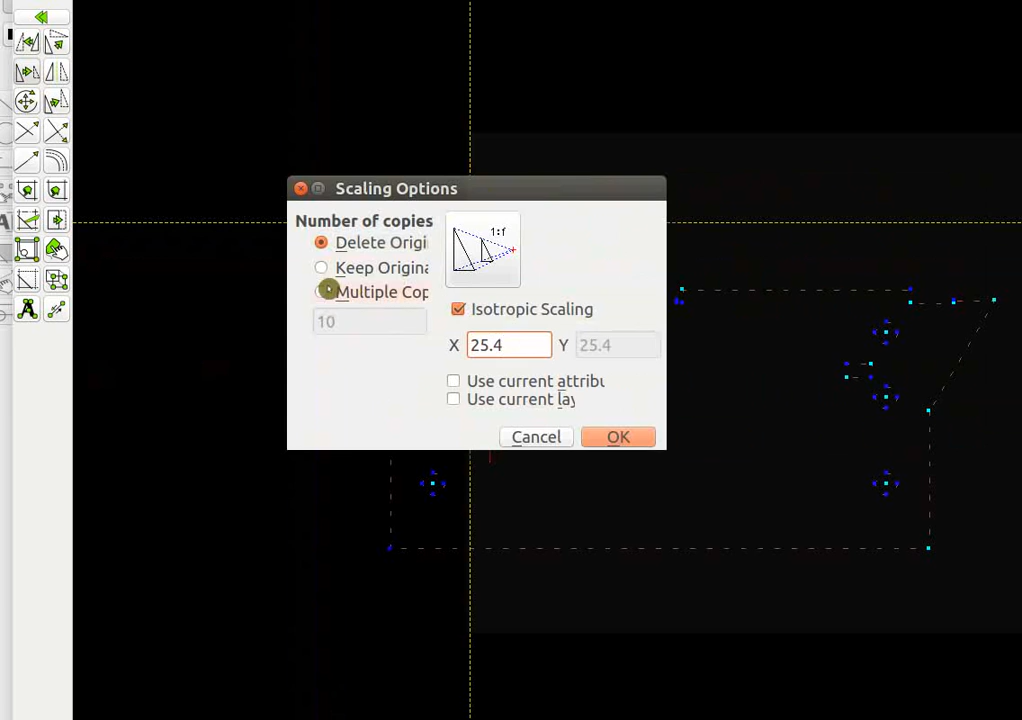 Scaling Options
Number of copies
Delete Origi
Keep Origina
Multiple Cop
10
1:f
Isotropic Scaling
X 25.4 Y 25.4
Use current attribu
Use current lay
Cancel OK
A
A